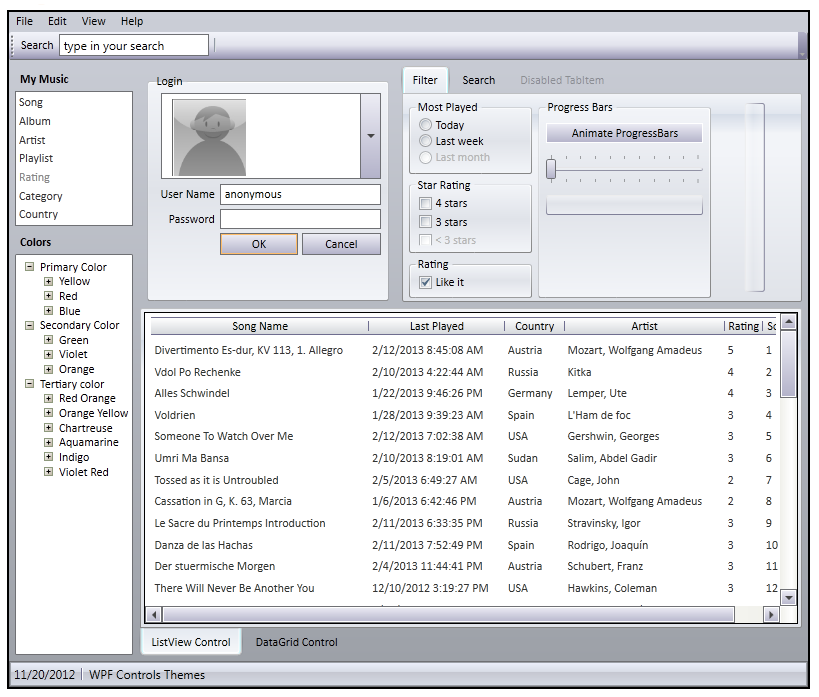 File Edit View Help
Search type in your search
My Music
Song
Album
Artist
Playlist
Rating
Category
Country
Colors
Primary Color
Yellow
Red
Blue
Secondary Color
Green
Violet
Orange
Tertiary color
Red Orange
Orange Yellow
Chartreuse
Aquamarine
Indigo
Violet Red
Login
User Name anonymous
Password
OK Cancel
Filter Search Disabled TabItem
Most Played
Today
Last week
Last month
Star Rating
4 stars
3 stars
< 3 stars
Rating
Like it
Progress Bars
Animate ProgressBars
Song Name Last Played Country Artist Rating Sc
Divertimento Es-dur, KV 113, 1. Allegro 2/12/2013 8:45:08 AM Austria Mozart, Wolfgang Amadeus 5 1
Vdol Po Rechenke 2/10/2013 4:22:44 AM Russia Kitka 4 2
Alles Schwindel 1/22/2013 9:46:26 PM Germany Lemper, Ute 4 3
Voldrien 1/28/2013 9:39:23 AM Spain L'Ham de foc 3 4
Someone To Watch Over Me 2/12/2013 7:02:38 AM USA Gershwin, Georges 3 5
Umri Ma Bansa 2/10/2013 8:19:01 AM Sudan Salim, Abdel Gadir 3 6
Tossed as it is Untroubled 2/5/2013 6:49:27 AM USA Cage, John 2 7
Cassation in G, K. 63, Marcia 1/6/2013 6:42:46 PM Austria Mozart, Wolfgang Amadeus 2 8
Le Sacre du Printemps Introduction 2/11/2013 6:33:35 PM Russia Stravinsky, Igor 3 9
Danza de las Hachas 2/11/2013 7:52:49 PM Spain Rodrigo, Joaquín 3 10
Der stuermische Morgen 2/4/2013 11:44:41 PM Austria Schubert, Franz 3 11
There Will Never Be Another You 12/10/2012 3:19:27 PM USA Hawkins, Coleman 3 12
ListView Control DataGrid Control
11/20/2012 WPF Controls Themes